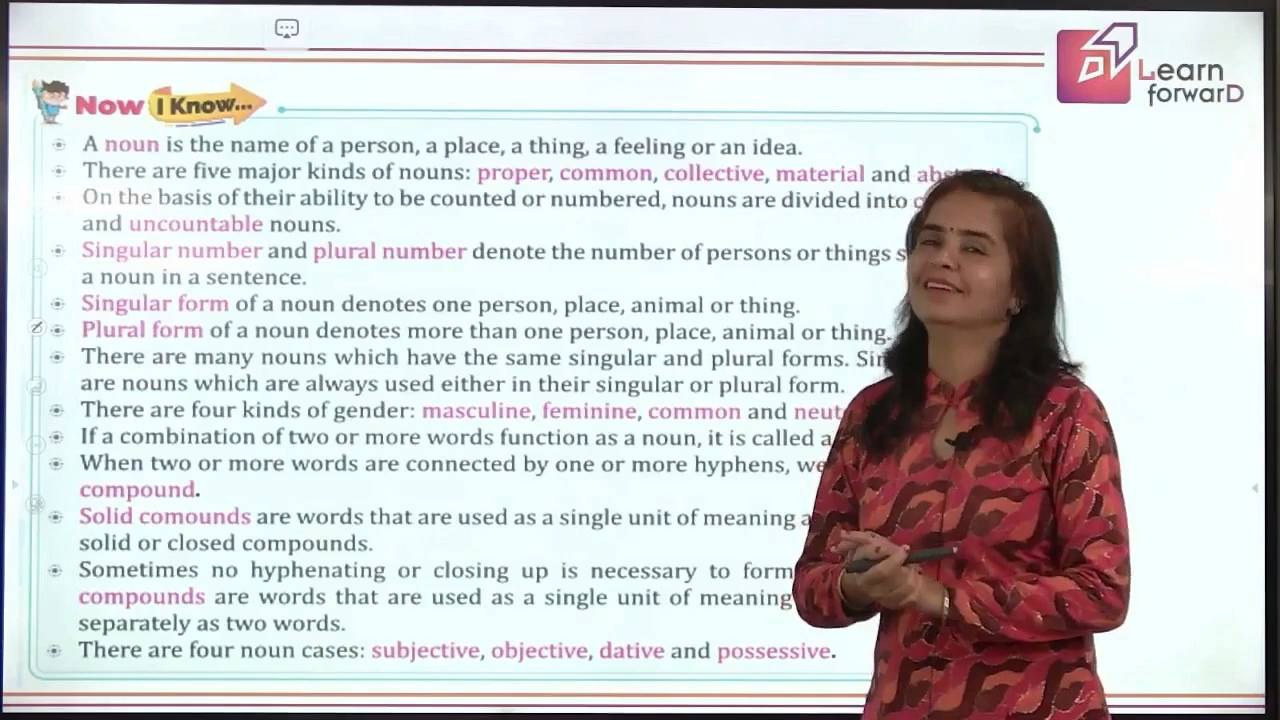 Learn
forwarD
Now I Know...
A noun is the name of a person, a place, a thing, a feeling or an idea.
There are five major kinds of nouns: proper, common, collective, material and
On the basis of their ability to be counted or numbered, nouns are divided into
and uncountable nouns.
Singular number and plural number denote the number of persons or things
a noun in a sentence.
Singular form of a noun denotes one person, place, animal or thing.
Plural form of a noun denotes more than one person, place, animal or thing.
There are many nouns which have the same singular and plural forms.
are nouns which are always used either in their singular or plural form.
There are four kinds of gender: masculine, feminine, common and
If a combination of two or more words function as a noun, it is called a
When two or more words are connected by one or more hyphens,
compound.
Solid comounds are words that are used as a single unit of meaning
solid or closed compounds.
Sometimes no hyphenating or closing up is necessary to form
compounds are words that are used as a single unit of meaning
separately as two words.
There are four noun cases: subjective, objective, dative and possessive.